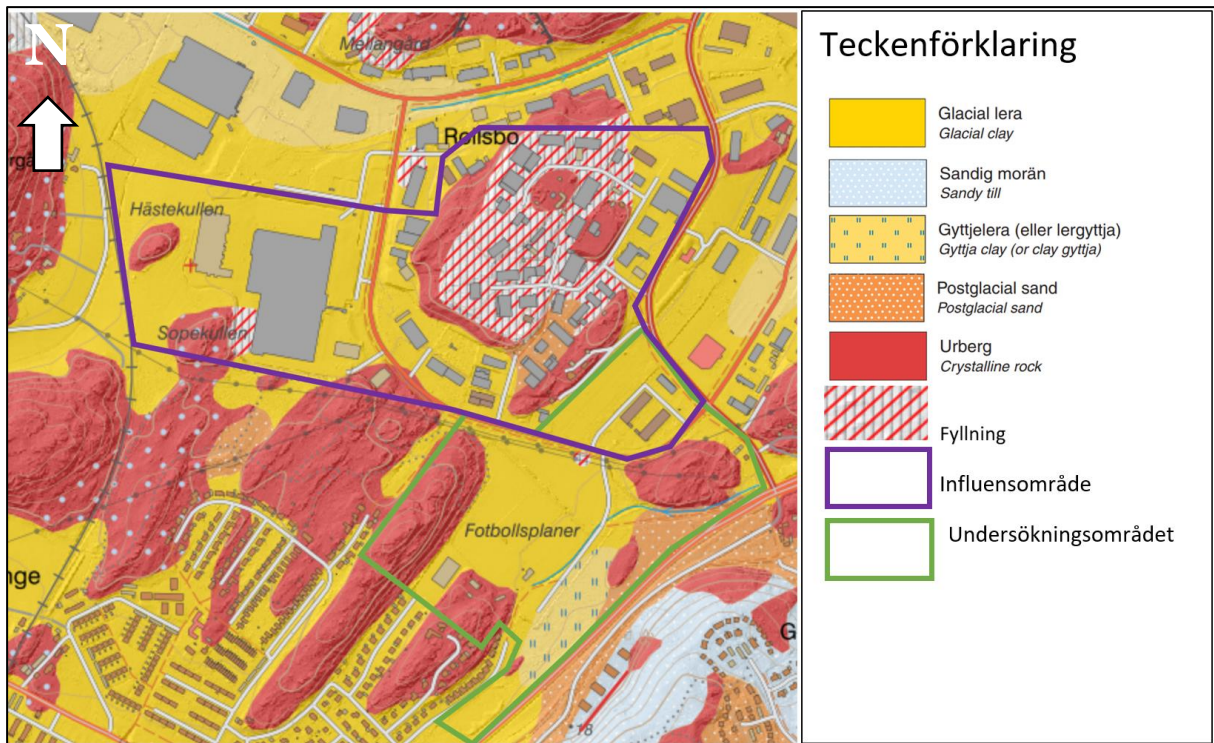 N
Mellangård
Rollsbo
Hästekullen
Sopekullen
Fotbollsplaner
nge
G
18
Teckenförklaring
Glacial lera
Glacial clay
Sandig morän
Sandy till
Gyttjelera (eller lergyttja)
Gyttja clay (or clay gyttja)
Postglacial sand
Postglacial sand
Urberg
Crystalline rock
Fyllning
Influensområde
Undersökningsområdet